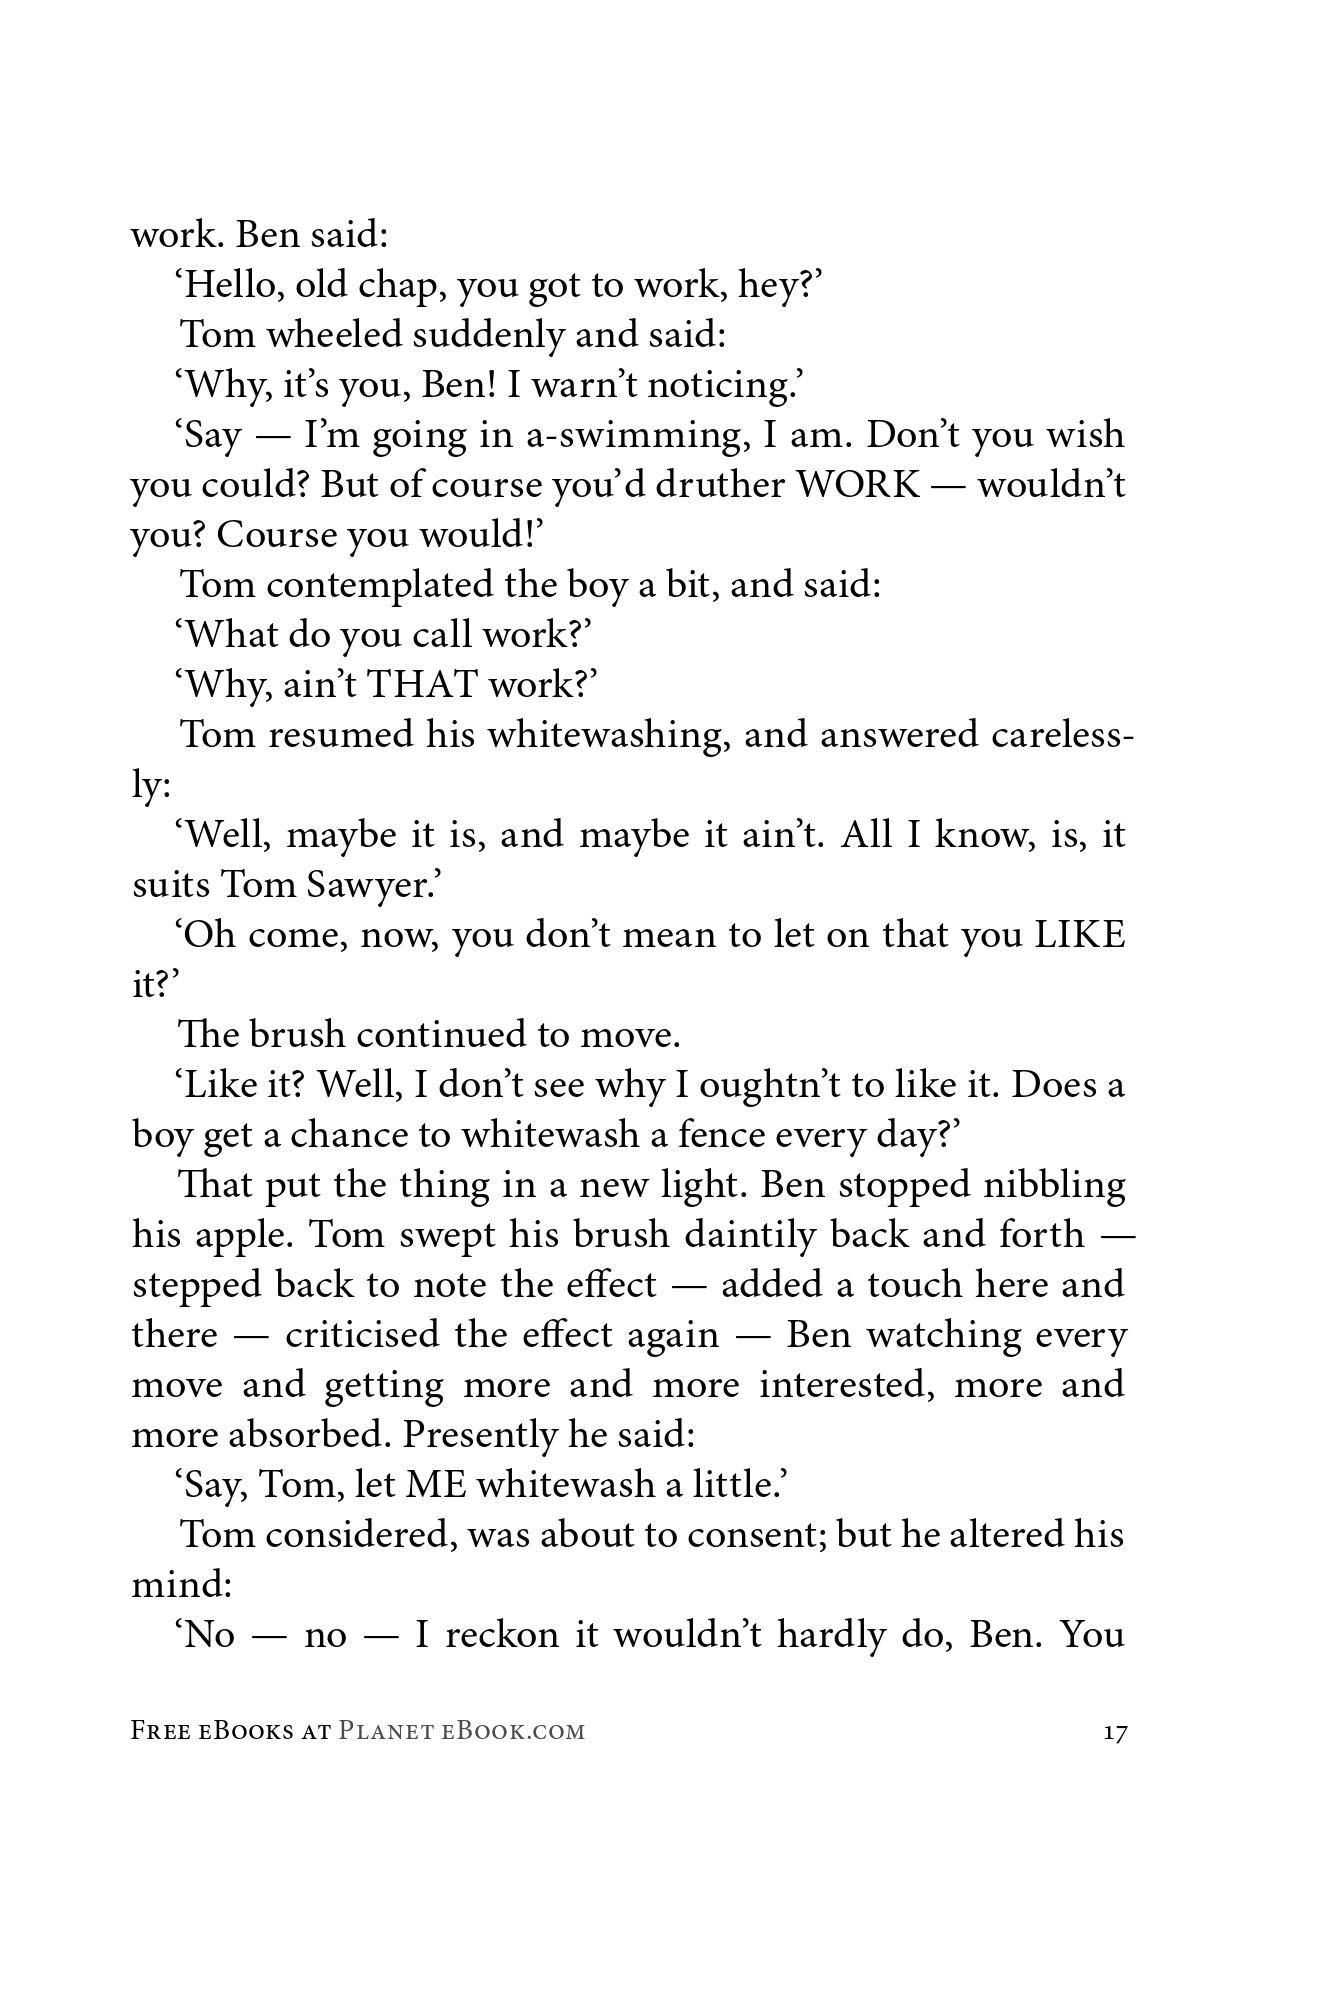 work. Ben said:
‘Hello, old chap, you got to work, hey?’
Tom wheeled suddenly and said:
‘Why, it’s you, Ben! I warn’t noticing.’
‘Say — I’m going in a-swimming, I am. Don’t you wish
you could? But of course you’d druther WORK — wouldn’t
you? Course you would!’
Tom contemplated the boy a bit, and said:
‘What do you call work?’
‘Why, ain’t THAT work?’
Tom resumed his whitewashing, and answered careless-
ly:
‘Well, maybe it is, and maybe it ain’t. All I know, is, it
suits Tom Sawyer.’
‘Oh come, now, you don’t mean to let on that you LIKE
it?’
The brush continued to move.
‘Like it? Well, I don’t see why I oughtn’t to like it. Does a
boy get a chance to whitewash a fence every day?’
That put the thing in a new light. Ben stopped nibbling
his apple. Tom swept his brush daintily back and forth —
stepped back to note the effect — added a touch here and
there — criticised the effect again — Ben watching every
move and getting more and more interested, more and
more absorbed. Presently he said:
‘Say, Tom, let ME whitewash a little.’
Tom considered, was about to consent; but he altered his
mind:
‘No — no — I reckon it wouldn’t hardly do, Ben. You
Free eBooks at Planet eBook.com 17